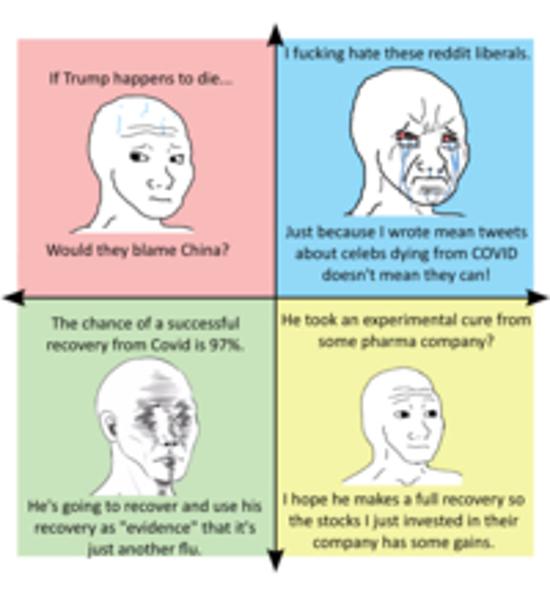 If Trump happens to die...
Would they blame China?
I fucking hate these reddit liberals.
Just because I wrote mean tweets
about celebs dying from COVID
doesn't mean they can!
The chance of a successful
recovery from Covid is 97%.
He's going to recover and use his
recovery as "evidence" that it's
just another flu.
He took an experimental cure from
some pharma company?
I hope he makes a full recovery so
the stocks I just invested in their
company has some gains.